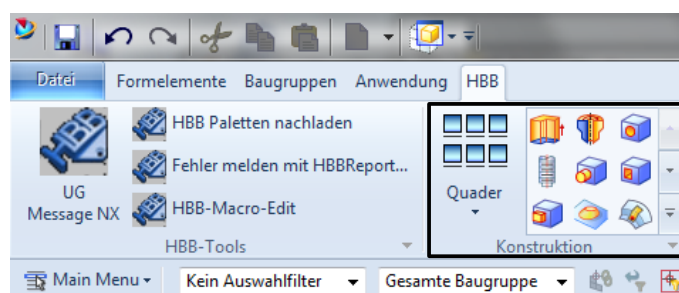 Datei Formelemente Baugruppen Anwendung HBB
HBB Paletten nachladen
Fehler melden mit HBBReport...
HBB-Macro-Edit
UG
Message NX
HBB-Tools
Quader
Konstruktion
Main Menu Kein Auswahlfilter Gesamte Baugruppe